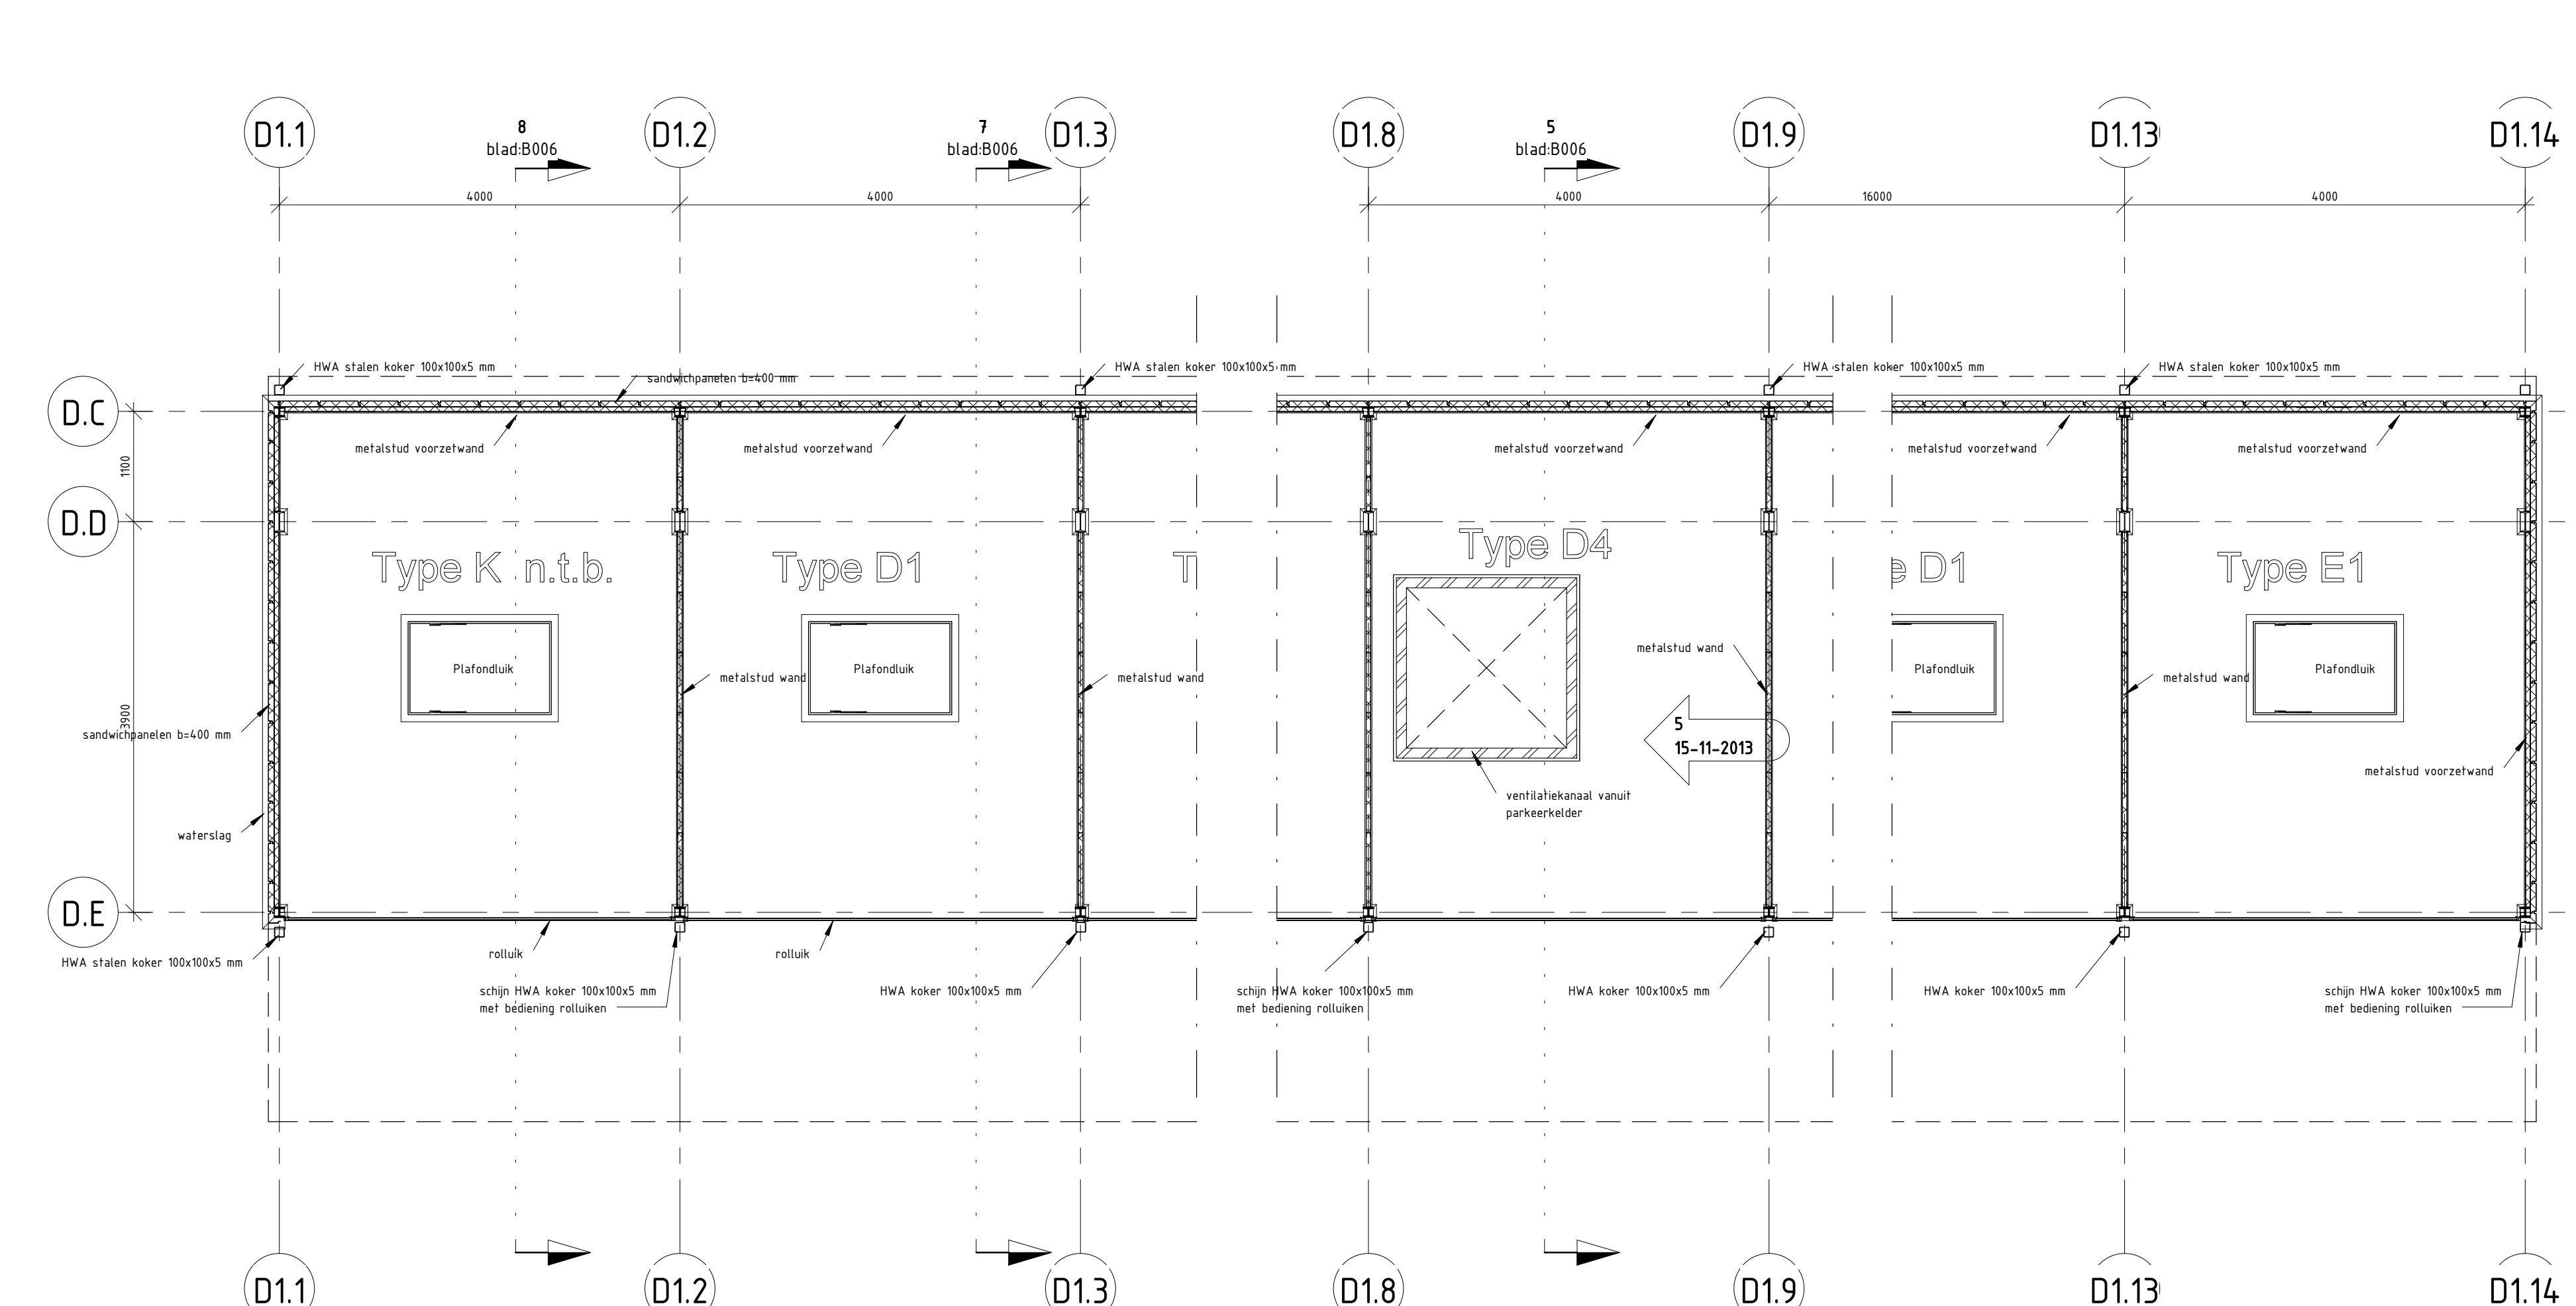 D1.1
D1.2
D1.3
D1.8
D1.9
D1.13
D1.14
8
blad:B006
7
blad:B006
5
blad:B006
4000
4000
4000
16000
4000
HWA stalen koker 100x100x5 mm
sandwichpanelen b=400 mm
HWA stalen koker 100x100x5 mm
HWA stalen koker 100x100x5 mm
HWA stalen koker 100x100x5 mm
D.C
metalstud voorzetwand
metalstud voorzetwand
metalstud voorzetwand
metalstud voorzetwand
metalstud voorzetwand
1100
D.D
Type K n.t.b.
Type D1
T
Type D4
e D1
Type E1
Plafondluik
Plafondluik
Plafondluik
Plafondluik
metalstud wand
metalstud wand
metalstud wand
metalstud wand
3900
sandwichpanelen b=400 mm
5
15-11-2013
metalstud voorzetwand
ventilatiekanaal vanuit
parkeerkelder
waterslag
D.E
HWA stalen koker 100x100x5 mm
rolluik
rolluik
schijn HWA koker 100x100x5 mm
met bediening rolluiken
HWA koker 100x100x5 mm
schijn HWA koker 100x100x5 mm
met bediening rolluiken
HWA koker 100x100x5 mm
HWA koker 100x100x5 mm
schijn HWA koker 100x100x5 mm
met bediening rolluiken
D1.1
D1.2
D1.3
D1.8
D1.9
D1.13
D1.14